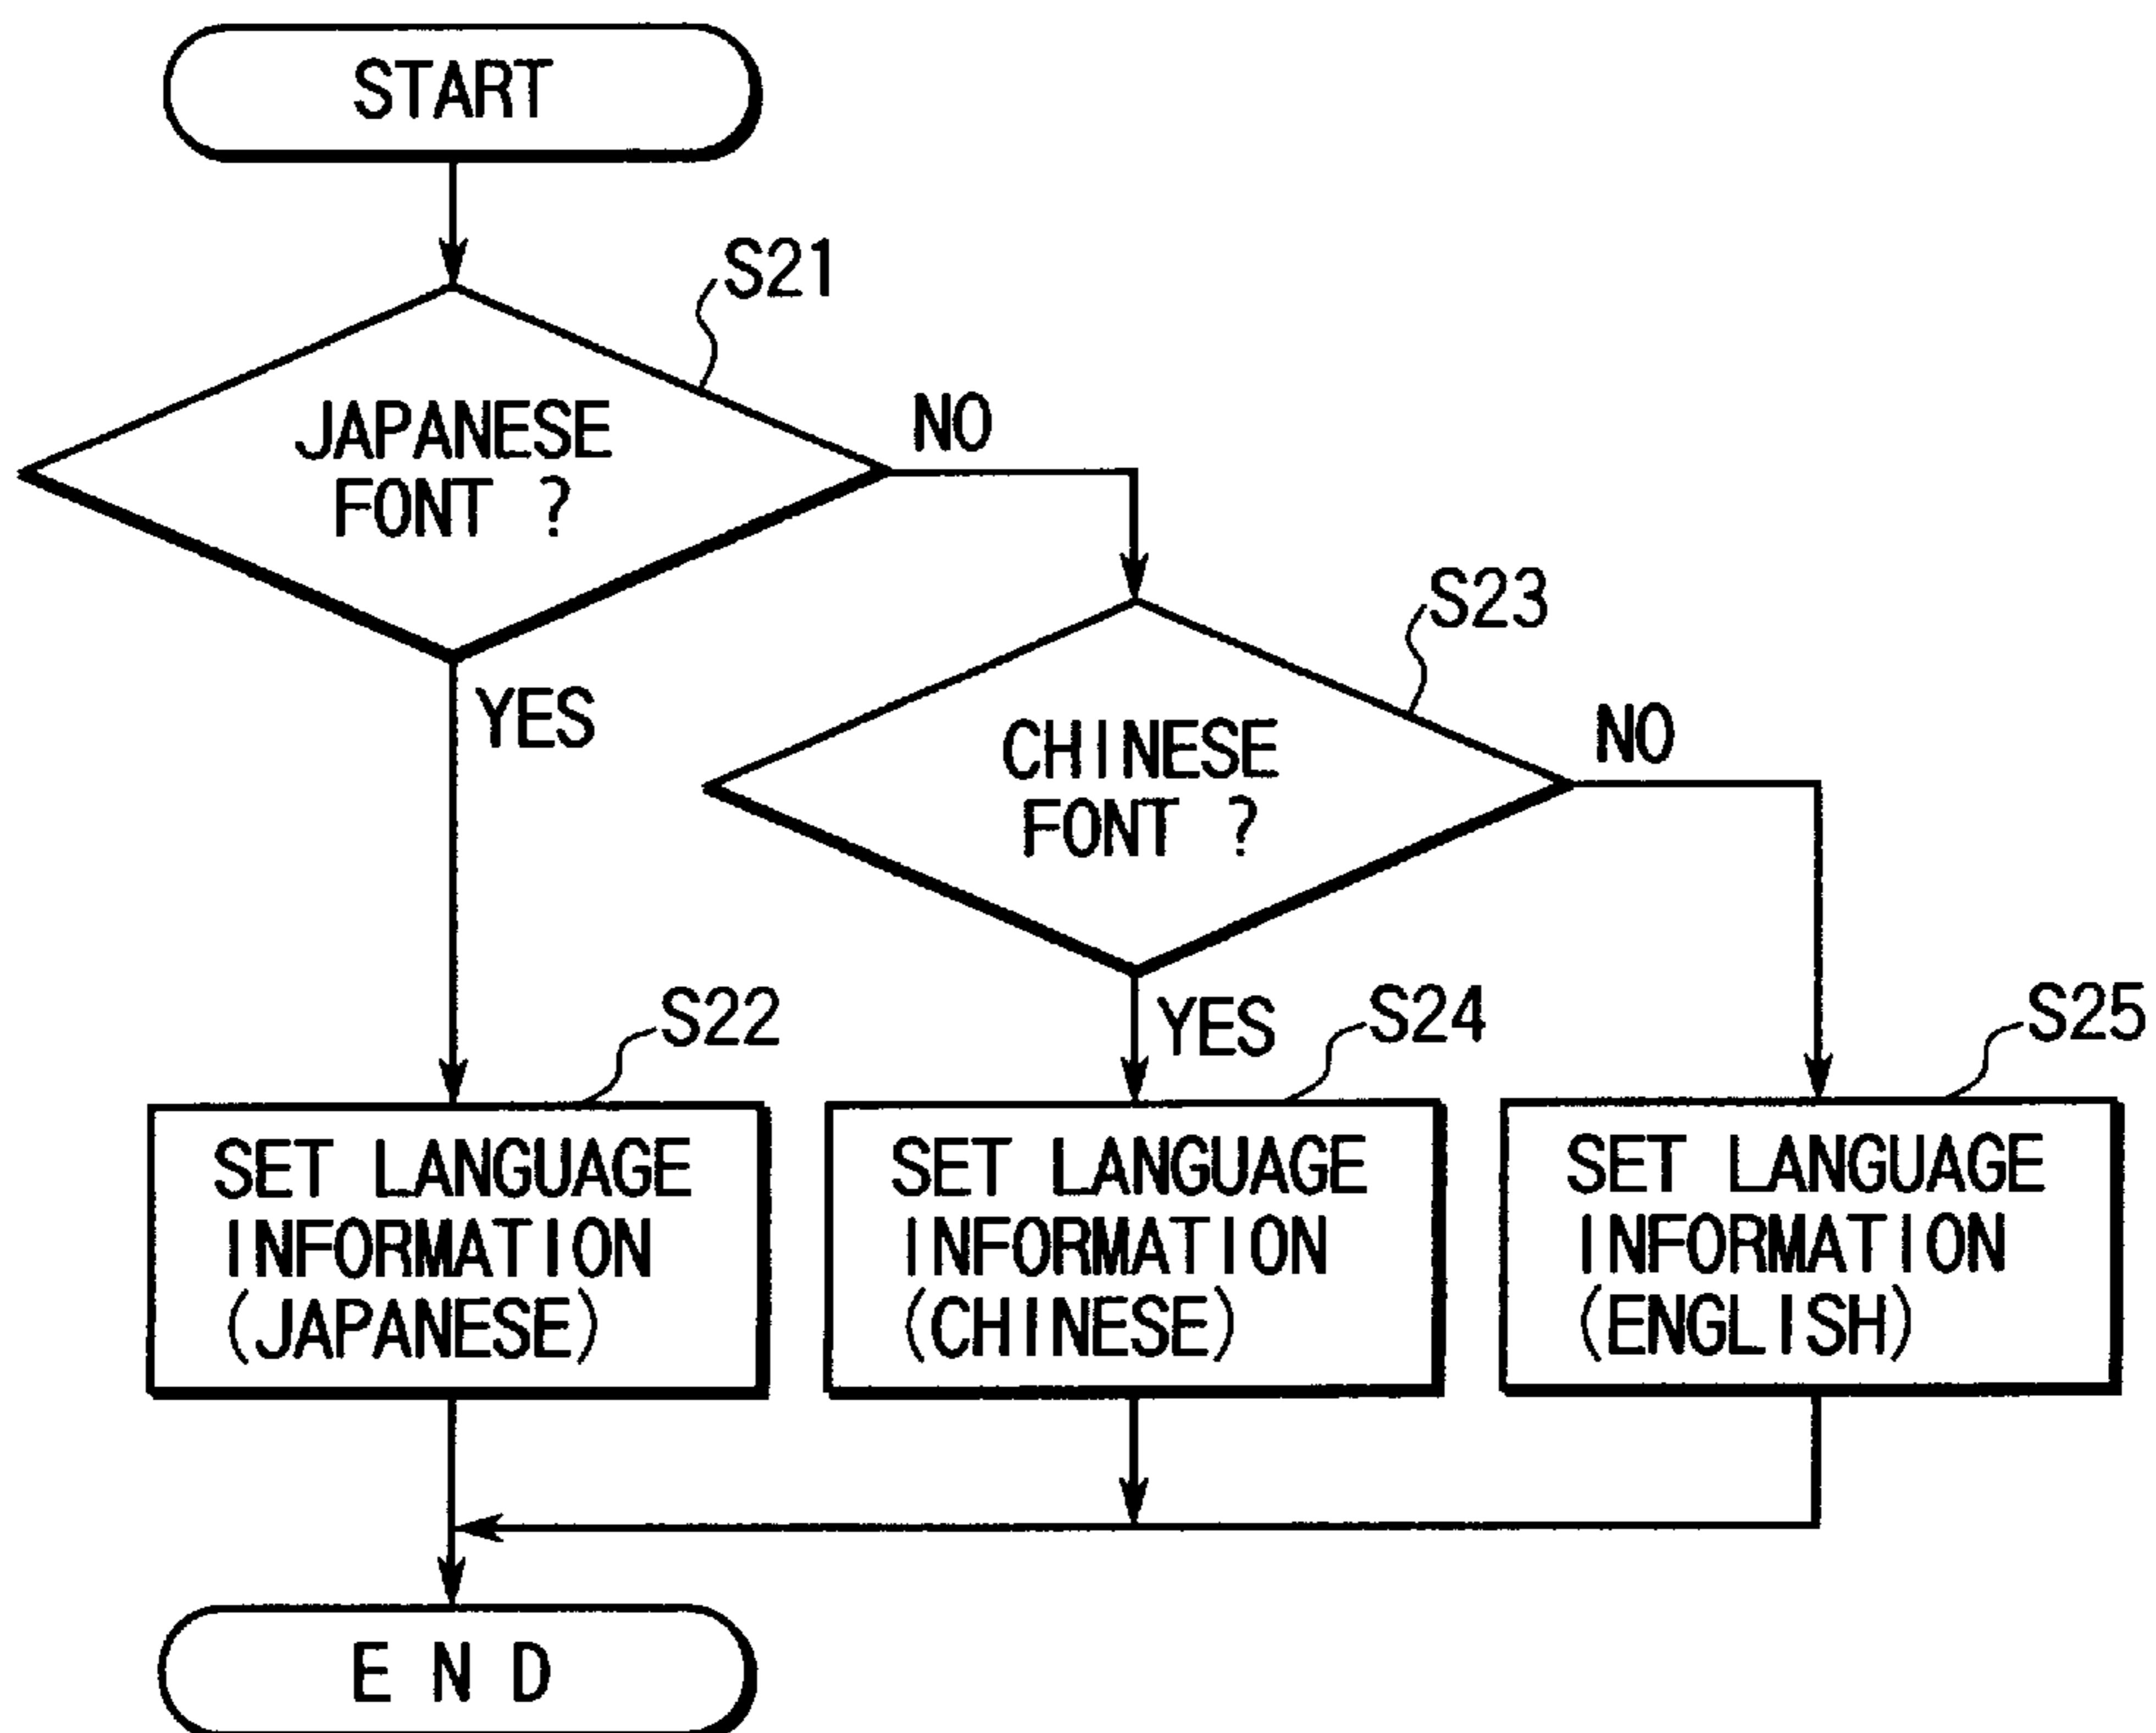 START
S21
JAPANESE
FONT ?
NO
S23
YES
CHINESE
FONT ?
NO
S22
YES
S24
S25
SET LANGUAGE
INFORMATION
(JAPANESE)
SET LANGUAGE
INFORMATION
(CHINESE)
SET LANGUAGE
INFORMATION
(ENGLISH)
END